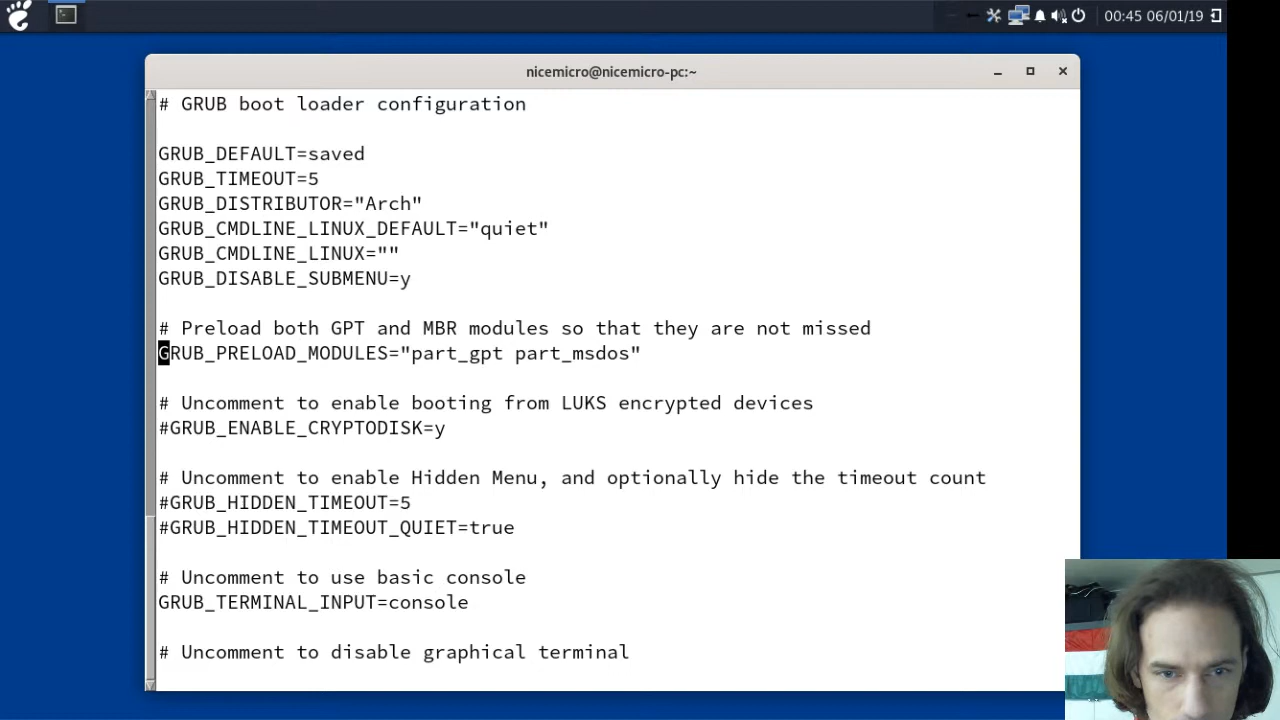 00:45 06/01/19
nicemicro@nicemicro-pc:~
# GRUB boot loader configuration
GRUB_DEFAULT=saved
GRUB_TIMEOUT=5
GRUB_DISTRIBUTOR="Arch"
GRUB_CMDLINE_LINUX_DEFAULT="quiet"
GRUB_CMDLINE_LINUX=""
GRUB_DISABLE_SUBMENU=y
# Preload both GPT and MBR modules so that they are not missed
GRUB_PRELOAD_MODULES="part_gpt part_msdos"
# Uncomment to enable booting from LUKS encrypted devices
#GRUB_ENABLE_CRYPTODISK=y
# Uncomment to enable Hidden Menu, and optionally hide the timeout count
#GRUB_HIDDEN_TIMEOUT=5
#GRUB_HIDDEN_TIMEOUT_QUIET=true
# Uncomment to use basic console
GRUB_TERMINAL_INPUT=console
# Uncomment to disable graphical terminal